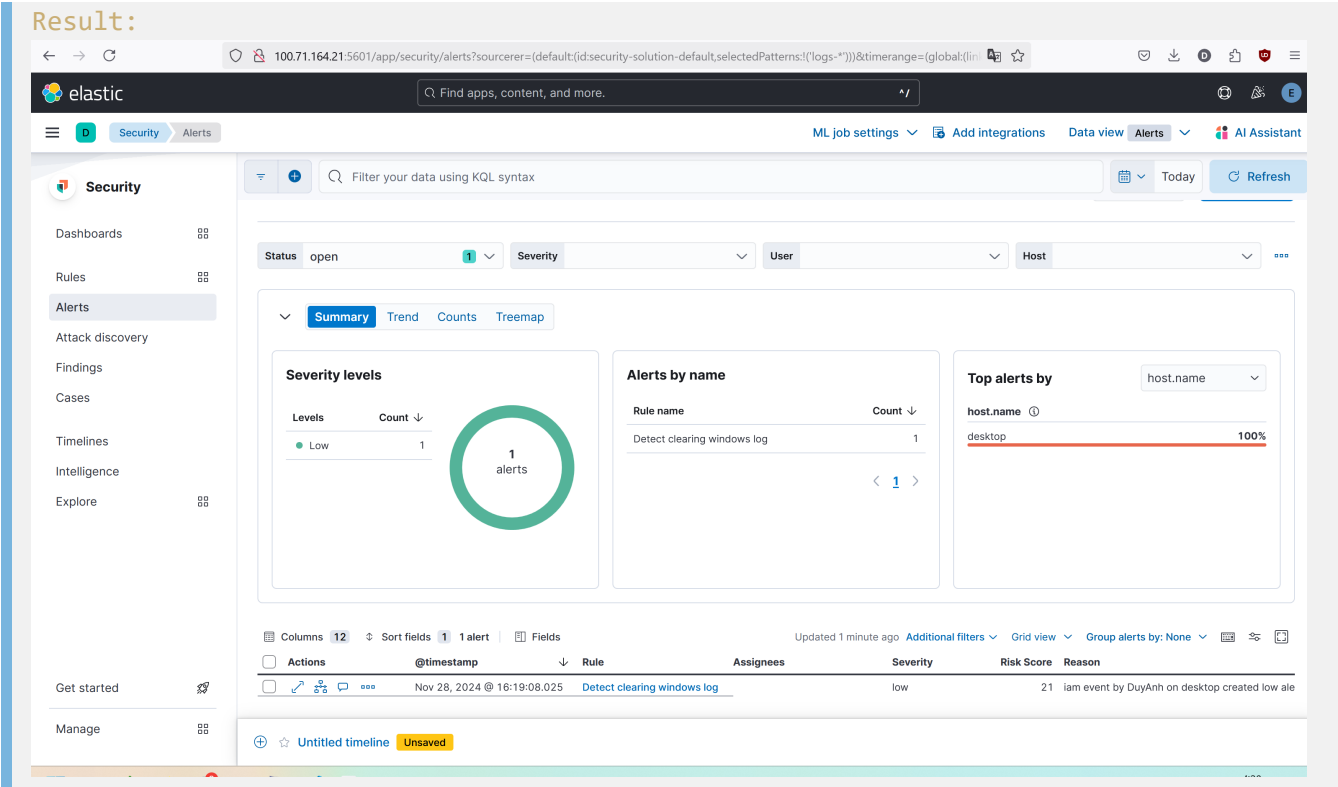 Result:
100.71.164.21:5601/app/security/alerts?sourcerer=(default:(id:security-solution-default,selectedPatterns:!('logs-*')))&timerange=(global:(lin
elastic
Find apps, content, and more.
^/
E
D
Security
Alerts
ML job settings
Add integrations
Data view Alerts
AI Assistant
Security
Filter your data using KQL syntax
Today
Refresh
Dashboards
Rules
Alerts
Attack discovery
Findings
Cases
Timelines
Intelligence
Explore
Get started
Manage
Status open 1
Severity
User
Host
Summary Trend Counts Treemap
Severity levels
Levels Count
Low 1
1
alerts
Alerts by name
Rule name Count
Detect clearing windows log 1
1
Top alerts by host.name
host.name
desktop 100%
Columns 12 Sort fields 1 1 alert Fields
Updated 1 minute ago Additional filters Grid view Group alerts by: None
Actions @timestamp Rule Assignees Severity Risk Score Reason
Nov 28, 2024 @ 16:19:08.025 Detect clearing windows log low 21 iam event by DuyAnh on desktop created low ale
Untitled timeline Unsaved